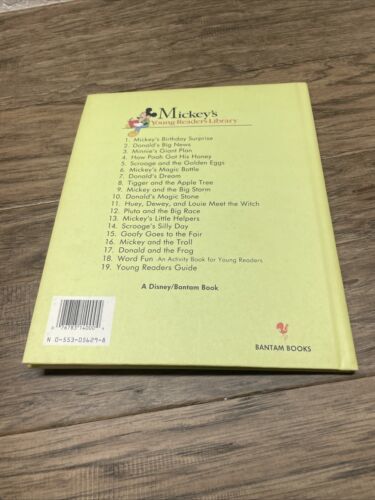 Mickey's
Young Readers Library
1. Mickey's Birthday Surprise
2. Donald's Big News
3. Minnie's Giant Plan
4. How Pooh Got His Honey
5. Scrooge and the Golden Eggs
6. Mickey's Magic Bottle
7. Donald's Dream
8. Tigger and the Apple Tree
9. Mickey and the Big Storm
10. Donald's Magic Stone
11. Huey, Dewey, and Louie Meet the Witch
12. Pluto and the Big Race
13. Mickey's Little Helpers
14. Scrooge's Silly Day
15. Goofy Goes to the Fair
16. Mickey and the Troll
17. Donald and the Frog
18. Word Fun -An Activity Book for Young Readers
19. Young Readers Guide
A Disney/Bantam Book
N 0-553-05629-8
BANTAM BOOKS